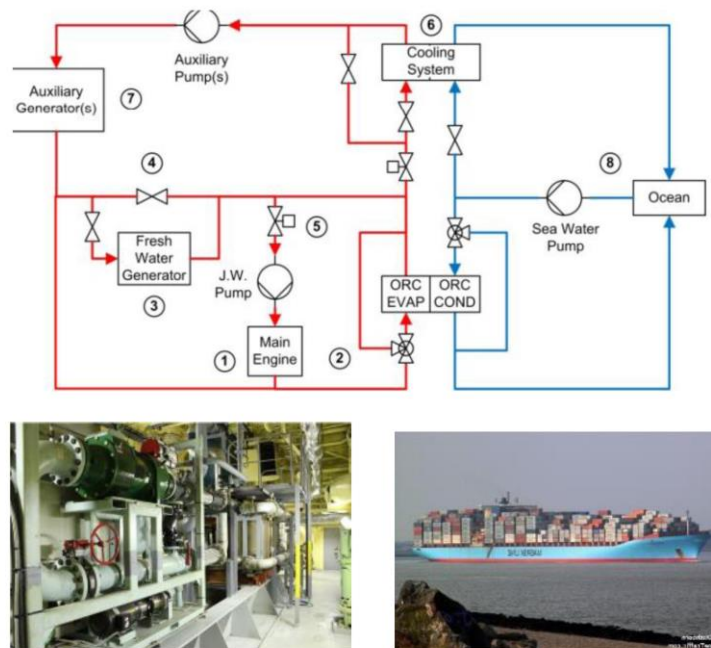 6
Auxiliary
Pump(s)
Cooling
System
Auxiliary
Generator(s)
7
4
8
Ocean
Sea Water
Pump
5
Fresh
Water
Generator
3
J.W.
Pump
ORC
EVAP
ORC
COND
1
Main
Engine
2